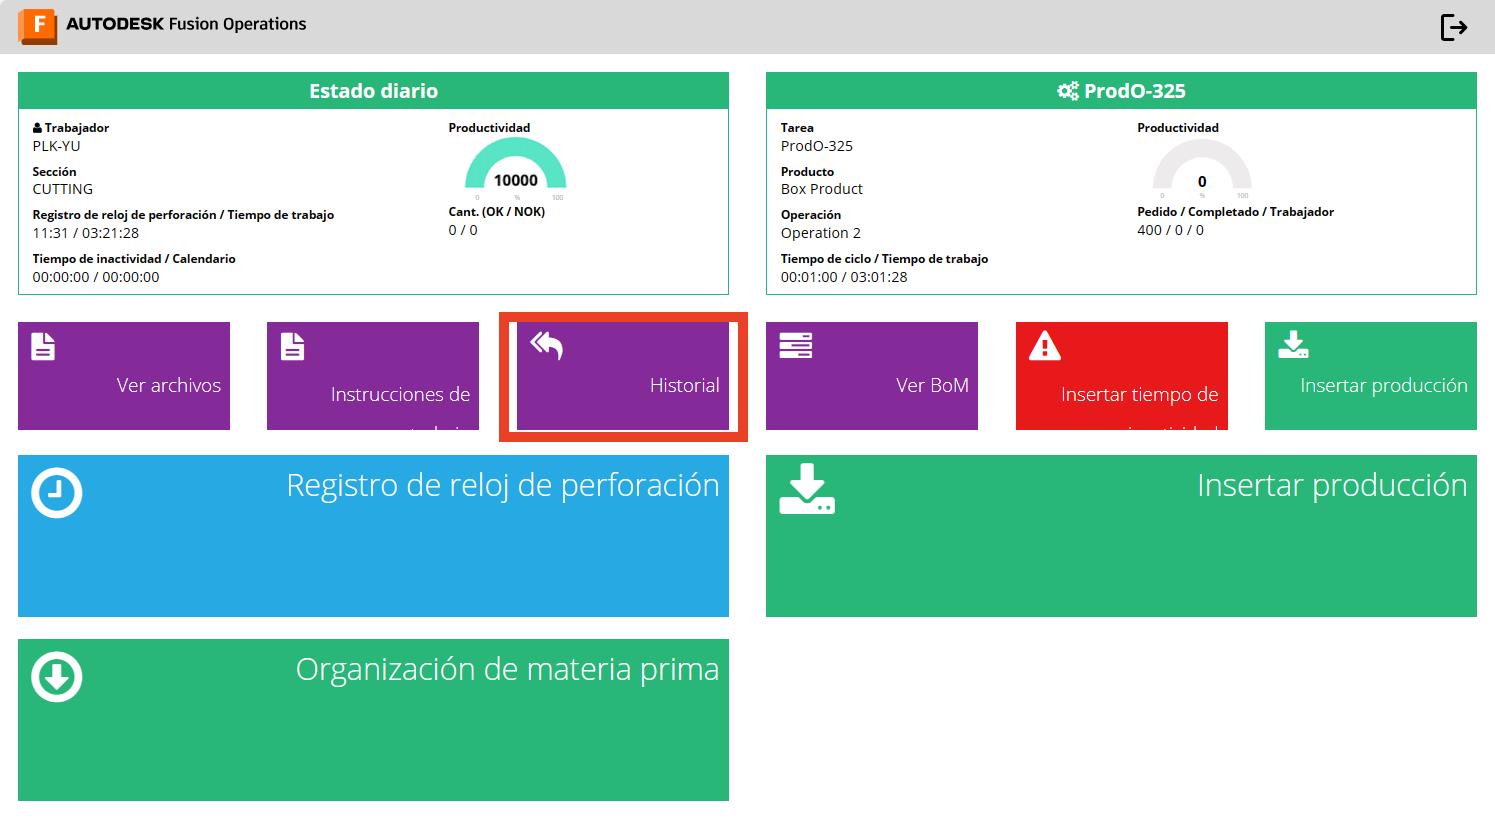 F AUTODESK Fusion Operations
Estado diario
Trabajador
PLK-YU
Sección
CUTTING
Registro de reloj de perforación / Tiempo de trabajo
11:31 / 03:21:28
Tiempo de inactividad / Calendario
00:00:00 / 00:00:00
Productividad
10000
0 % 100
Cant. (OK / NOK)
0 / 0
ProdO-325
Tarea
ProdO-325
Producto
Box Product
Operación
Operation 2
Tiempo de ciclo / Tiempo de trabajo
00:01:00 / 03:01:28
Productividad
0
0 % 100
Pedido / Completado / Trabajador
400 / 0 / 0
Ver archivos
Instrucciones de
Historial
Ver BoM
Insertar tiempo de
Insertar producción
Registro de reloj de perforación
Insertar producción
Organización de materia prima